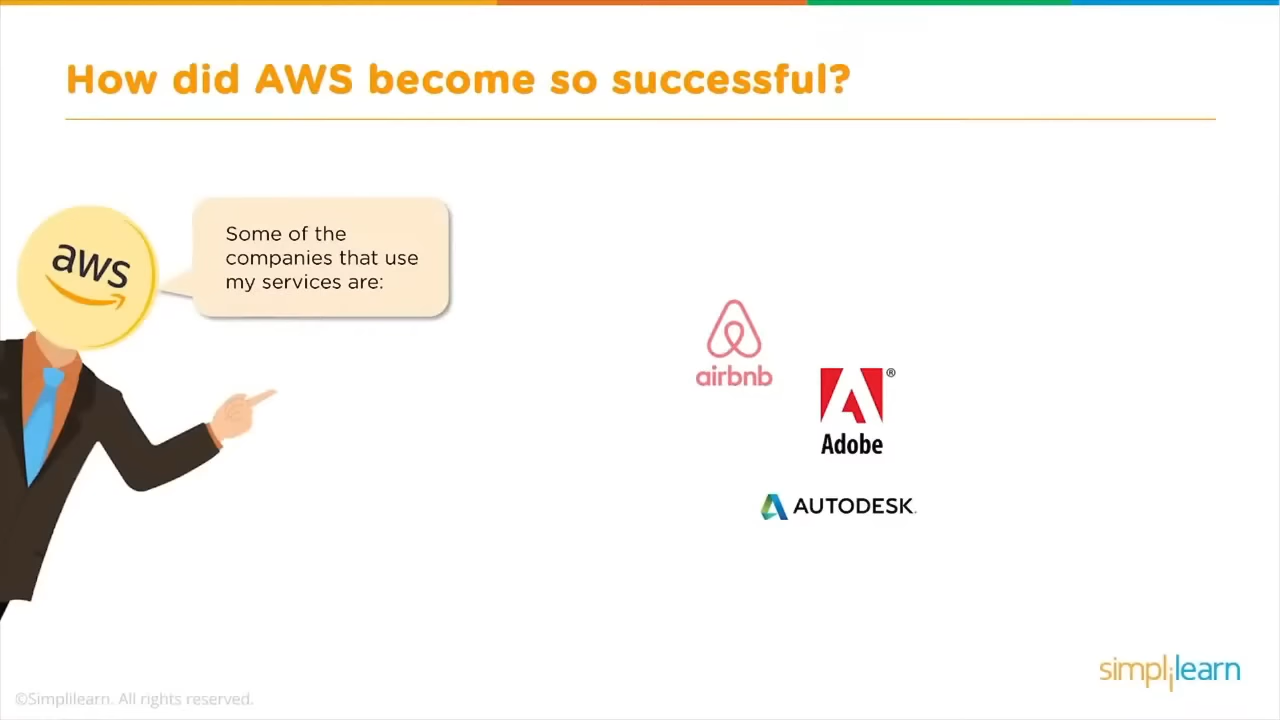 How did AWS become so successful?
aws
Some of the
companies that use
my services are:
airbnb
®
Adobe
AUTODESK.
simplilearn
©Simplilearn. All rights reserved.